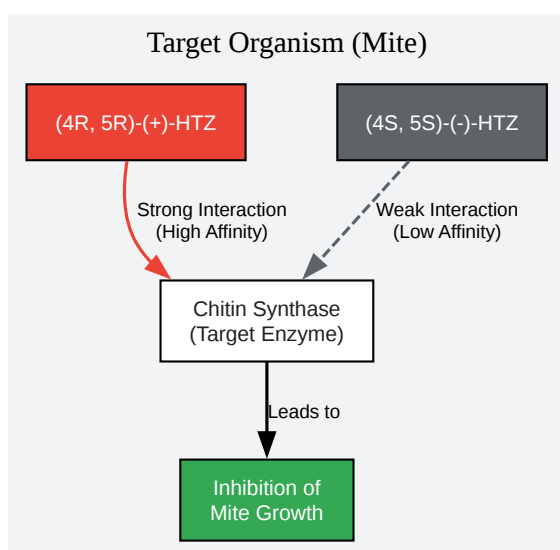 Target Organism (Mite)
(4R, 5R)-(+)-HTZ
(4S, 5S)-(-)-HTZ
Strong Interaction
(High Affinity)
Weak Interaction
(Low Affinity)
Chitin Synthase
(Target Enzyme)
Leads to
Inhibition of
Mite Growth